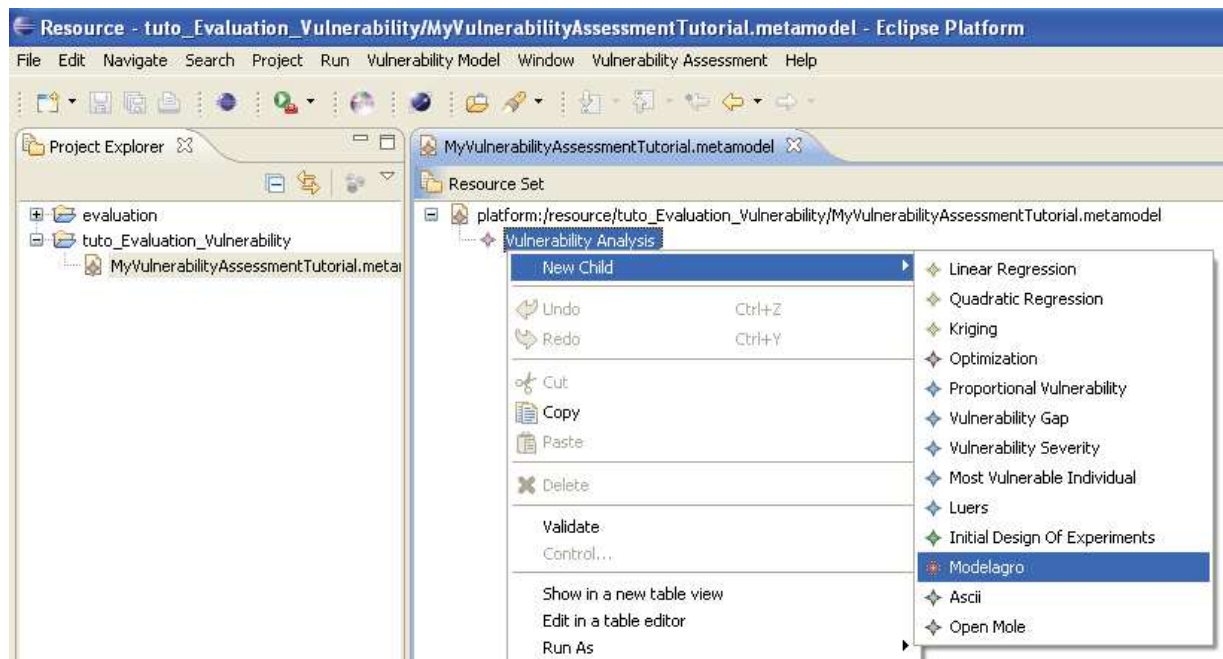 Resource - tuto_Evaluation_Vulnerability/MyVulnerabilityAssessmentTutorial.metamodel - Eclipse Platform
File Edit Navigate Search Project Run Vulnerability Model Window Vulnerability Assessment Help
Project Explorer
MyVulnerabilityAssessmentTutorial.metamodel
Resource Set
evaluation
tuto_Evaluation_Vulnerability
MyVulnerabilityAssessmentTutorial.meta
platform:/resource/tuto_Evaluation_Vulnerability/MyVulnerabilityAssessmentTutorial.metamodel
Vulnerability Analysis
New Child
Undo Ctrl+Z
Redo Ctrl+Y
Cut
Copy
Paste
Delete
Validate
Control...
Show in a new table view
Edit in a table editor
Run As
Linear Regression
Quadratic Regression
Kriging
Optimization
Proportional Vulnerability
Vulnerability Gap
Vulnerability Severity
Most Vulnerable Individual
Luers
Initial Design Of Experiments
Modelagro
Ascii
Open Mole